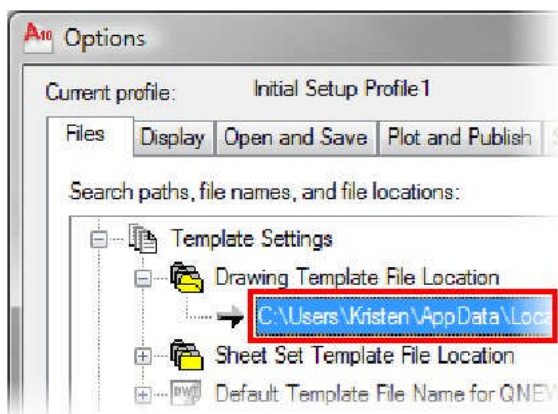 A10 Options
Current profile: Initial Setup Profile1
Files Display Open and Save Plot and Publish
Search paths, file names, and file locations:
Template Settings
Drawing Template File Location
C:\Users\Kristen\AppData\Loca
Sheet Set Template File Location
DWT Default Template File Name for QNEW